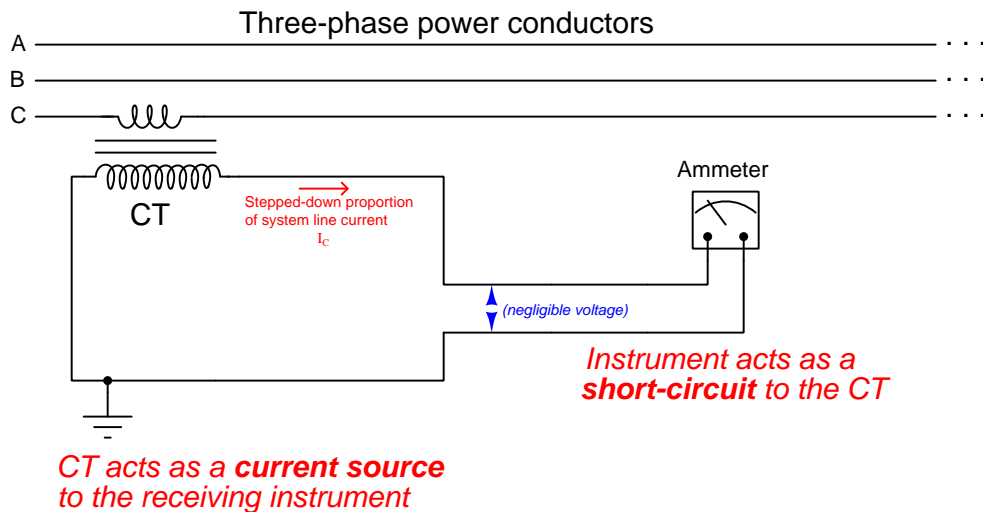 Three-phase power conductors
A
B
C
. . .
. . .
. . .
CT
Stepped-down proportion
of system line current
I_C
Ammeter
(negligible voltage)
Instrument acts as a
short-circuit to the CT
CT acts as a current source
to the receiving instrument